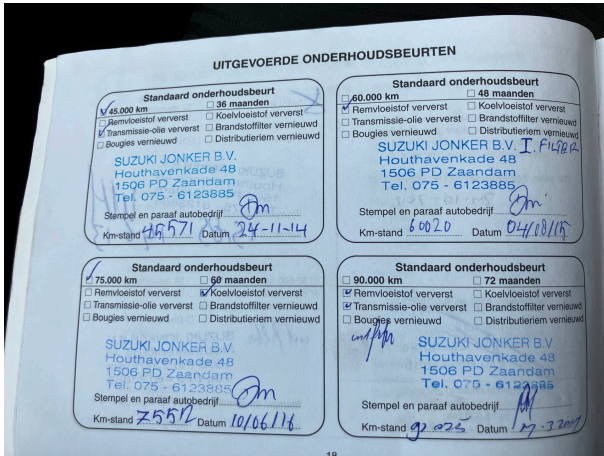 UITGEVOERDE ONDERHOUDSBEURTEN
Standaard onderhoudsbeurt
45.000 km 36 maanden
Remvloeistof ververst Koelvloeistof ververst
Transmissie-olie ververst Brandstoffilter vernieuwd
Bougies vernieuwd Distributieriem vernieuwd
SUZUKI JONKER B.V.
Houthavenkade 48
1506 PD Zaandam
Tel. 075 - 6123885
Stempel en paraaf autobedrijf
Km-stand 45571 Datum 24-11-14
Standaard onderhoudsbeurt
60.000 km 48 maanden
Remvloeistof ververst Koelvloeistof ververst
Transmissie-olie ververst Brandstoffilter vernieuwd
Bougies vernieuwd Distributieriem vernieuwd
SUZUKI JONKER B.V. I. FILTER
Houthavenkade 48
1506 PD Zaandam
Tel. 075 - 6123885
Stempel en paraaf autobedrijf
Km-stand 60020 Datum 04/08/15
Standaard onderhoudsbeurt
75.000 km 60 maanden
Remvloeistof ververst Koelvloeistof ververst
Transmissie-olie ververst Brandstoffilter vernieuwd
Bougies vernieuwd Distributieriem vernieuwd
SUZUKI JONKER B.V.
Houthavenkade 48
1506 PD Zaandam
Tel. 075 - 6123885
Stempel en paraaf autobedrijf
Km-stand Datum 10/06/16
Standaard onderhoudsbeurt
90.000 km 72 maanden
Remvloeistof ververst Koelvloeistof ververst
Transmissie-olie ververst Brandstoffilter vernieuwd
Bougies vernieuwd Distributieriem vernieuwd
SUZUKI JONKER B.V.
Houthavenkade 48
1506 PD Zaandam
Tel. 075 - 6123885
Stempel en paraaf autobedrijf
Km-stand Datum
18